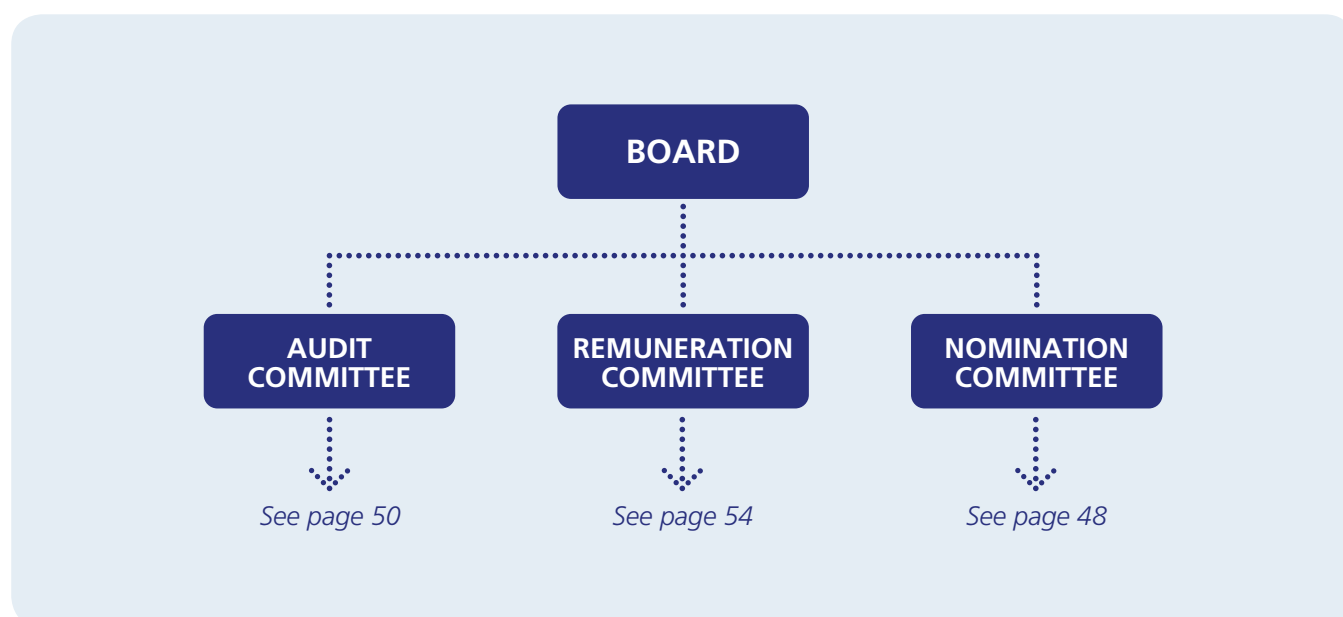 BOARD
AUDIT
COMMITTEE
REMUNERATION
COMMITTEE
NOMINATION
COMMITTEE
See page 50
See page 54
See page 48